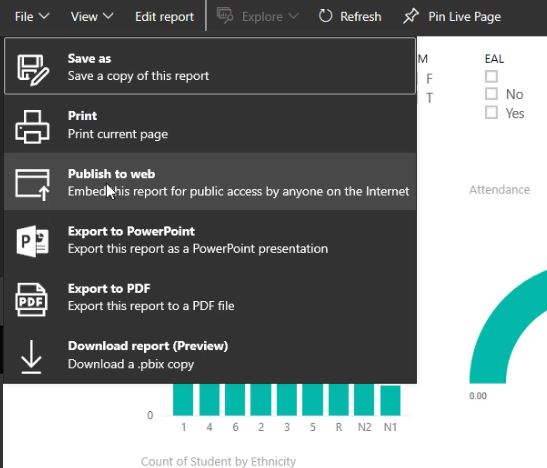 File View Edit report Explore Refresh Pin Live Page
Save as
Save a copy of this report
Print
Print current page
Publish to web
Embed this report for public access by anyone on the Internet
Export to PowerPoint
Export this report as a PowerPoint presentation
Export to PDF
Export this report to a PDF file
Download report (Preview)
Download a .pbix copy
M
F
T
EAL
No
Yes
Attendance
0.00
0
1 4 6 2 3 5 R N2 N1
Count of Student by Ethnicity